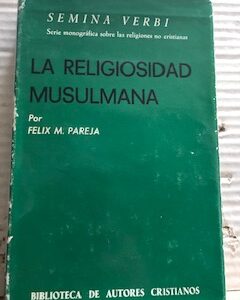 SEMINA VERBI
Serie monográfica sobre las religiones no cristianas
LA RELIGIOSIDAD
MUSULMANA
Por
FELIX M. PAREJA
BIBLIOTECA DE AUTORES CRISTIANOS